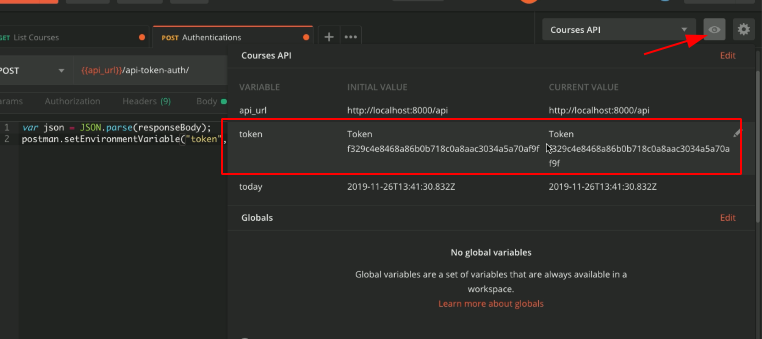 GET List Courses
POST Authentications
Courses API
POST
{{api_url}}/api-token-auth/
Courses API
Edit
Authorization
Headers (9)
Body
VARIABLE
INITIAL VALUE
CURRENT VALUE
api_url
http://localhost:8000/api
http://localhost:8000/api
1 var json = JSON.parse(responseBody);
2 postman.setEnvironmentVariable("token",
token
Token
f329c4e8468a86b0b718c0a8aac3034a5a70af9f
Token
f329c4e8468a86b0b718c0a8aac3034a5a70a
f9f
today
2019-11-26T13:41:30.832Z
2019-11-26T13:41:30.832Z
Globals
Edit
No global variables
Global variables are a set of variables that are always available in a
workspace.
Learn more about globals